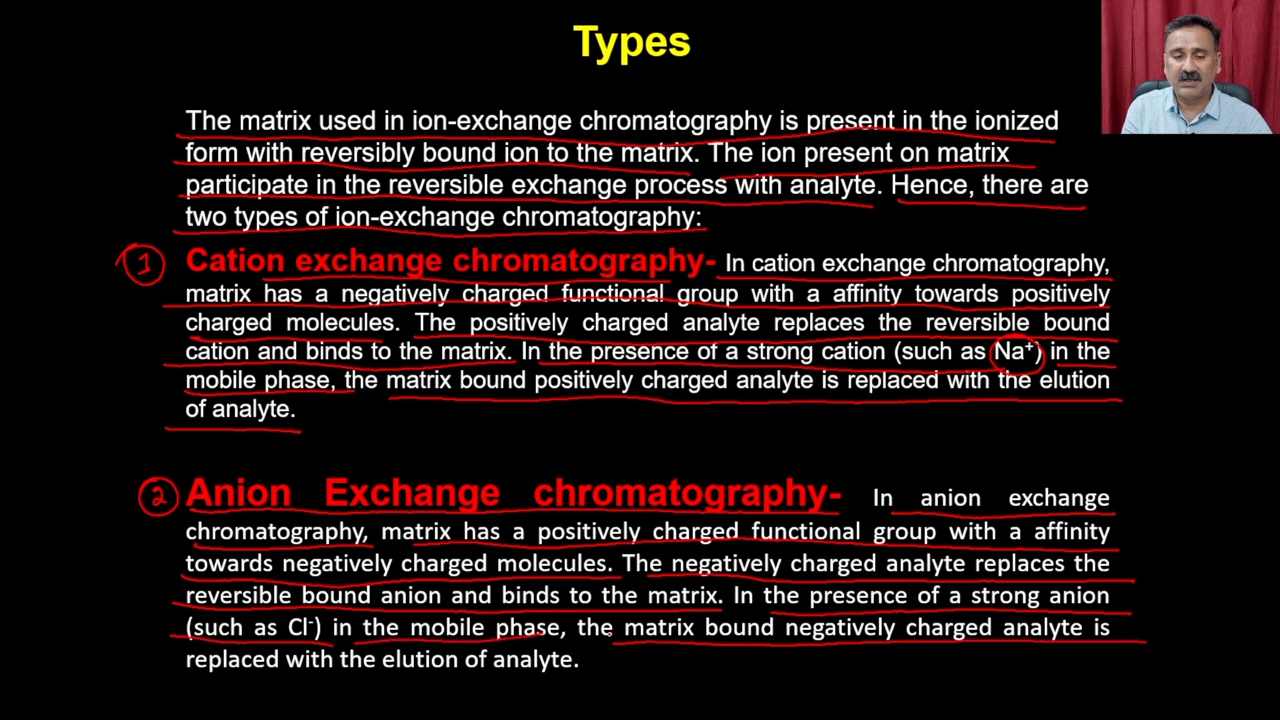 Types
The matrix used in ion-exchange chromatography is present in the ionized
form with reversibly bound ion to the matrix. The ion present on matrix
participate in the reversible exchange process with analyte. Hence, there are
two types of ion-exchange chromatography:
1 Cation exchange chromatography- In cation exchange chromatography,
matrix has a negatively charged functional group with a affinity towards positively
charged molecules. The positively charged analyte replaces the reversible bound
cation and binds to the matrix. In the presence of a strong cation (such as Na⁺) in the
mobile phase, the matrix bound positively charged analyte is replaced with the elution
of analyte.
2 Anion Exchange chromatography- In anion exchange
chromatography, matrix has a positively charged functional group with a affinity
towards negatively charged molecules. The negatively charged analyte replaces the
reversible bound anion and binds to the matrix. In the presence of a strong anion
(such as Cl⁻) in the mobile phase, the matrix bound negatively charged analyte is
replaced with the elution of analyte.